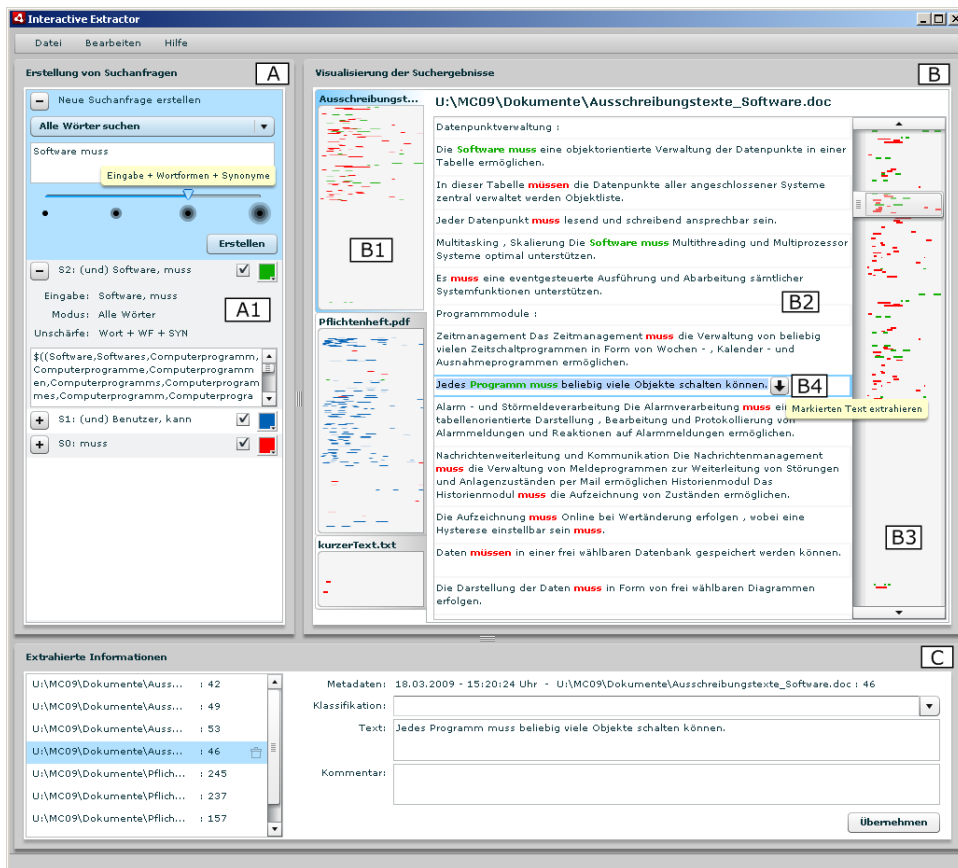 Interactive Extractor
Datei Bearbeiten Hilfe
Erstellung von Suchanfragen
A
Neue Suchanfrage erstellen
Alle Wörter suchen
Software muss
Eingabe + Wortformen + Synonyme
Erstellen
S2: (und) Software, muss
Eingabe: Software, muss
A1
Modus: Alle Wörter
Unschärfe: Wort + WF + SYN
$((Software,Softwares,Computerprogramm,
Computerprogramme,Computerprogramm
en,Computerprogramms,Computerprogram
mes,Computerprogramm,Computerprogra
S1: (und) Benutzer, kann
S0: muss
Visualisierung der Suchergebnisse
B
Ausschreibungst...
B1
Pflichtenheft.pdf
kurzerText.txt
U:\MC09\Dokumente\Ausschreibungstexte_Software.doc
Datenpunktverwaltung :
Die Software muss eine objektorientierte Verwaltung der Datenpunkte in einer
Tabelle ermöglichen.
In dieser Tabelle müssen die Datenpunkte aller angeschlossener Systeme
zentral verwaltet werden Objektliste.
Jeder Datenpunkt muss lesend und schreibend ansprechbar sein.
Multitasking , Skalierung Die Software muss Multithreading und Multiprozessor
Systeme optimal unterstützen.
Es muss eine eventgesteuerte Ausführung und Abarbeitung sämtlicher
Systemfunktionen unterstützen.
B2
Programmmodule :
Zeitmanagement Das Zeitmanagement muss die Verwaltung von beliebig
vielen Zeitschaltprogrammen in Form von Wochen - , Kalender - und
Ausnahmeprogrammen ermöglichen.
Jedes Programm muss beliebig viele Objekte schalten können.
B4
Markierten Text extrahieren
Alarm - und Störmeldeverarbeitung Die Alarmverarbeitung muss ei
tabellenorientierte Darstellung , Bearbeitung und Protokollierung von
Alarmmeldungen und Reaktionen auf Alarmmeldungen ermöglichen.
Nachrichtenweiterleitung und Kommunikation Die Nachrichtenmanagement
muss die Verwaltung von Meldeprogrammen zur Weiterleitung von Störungen
und Anlagenzuständen per Mail ermöglichen Historienmodul Das
Historienmodul muss die Aufzeichnung von Zuständen ermöglichen.
Die Aufzeichnung muss Online bei Wertänderung erfolgen , wobei eine
Hysterese einstellbar sein muss.
B3
Daten müssen in einer frei wählbaren Datenbank gespeichert werden können.
Die Darstellung der Daten muss in Form von frei wählbaren Diagrammen
erfolgen.
Extrahierte Informationen
C
U:\MC09\Dokumente\Auss... : 42
U:\MC09\Dokumente\Auss... : 49
U:\MC09\Dokumente\Auss... : 53
U:\MC09\Dokumente\Auss... : 46
U:\MC09\Dokumente\Pflich... : 245
U:\MC09\Dokumente\Pflich... : 237
U:\MC09\Dokumente\Pflich... : 157
Metadaten: 18.03.2009 - 15:20:24 Uhr - U:\MC09\Dokumente\Ausschreibungstexte_Software.doc : 46
Klassifikation:
Text: Jedes Programm muss beliebig viele Objekte schalten können.
Kommentar:
Übernehmen